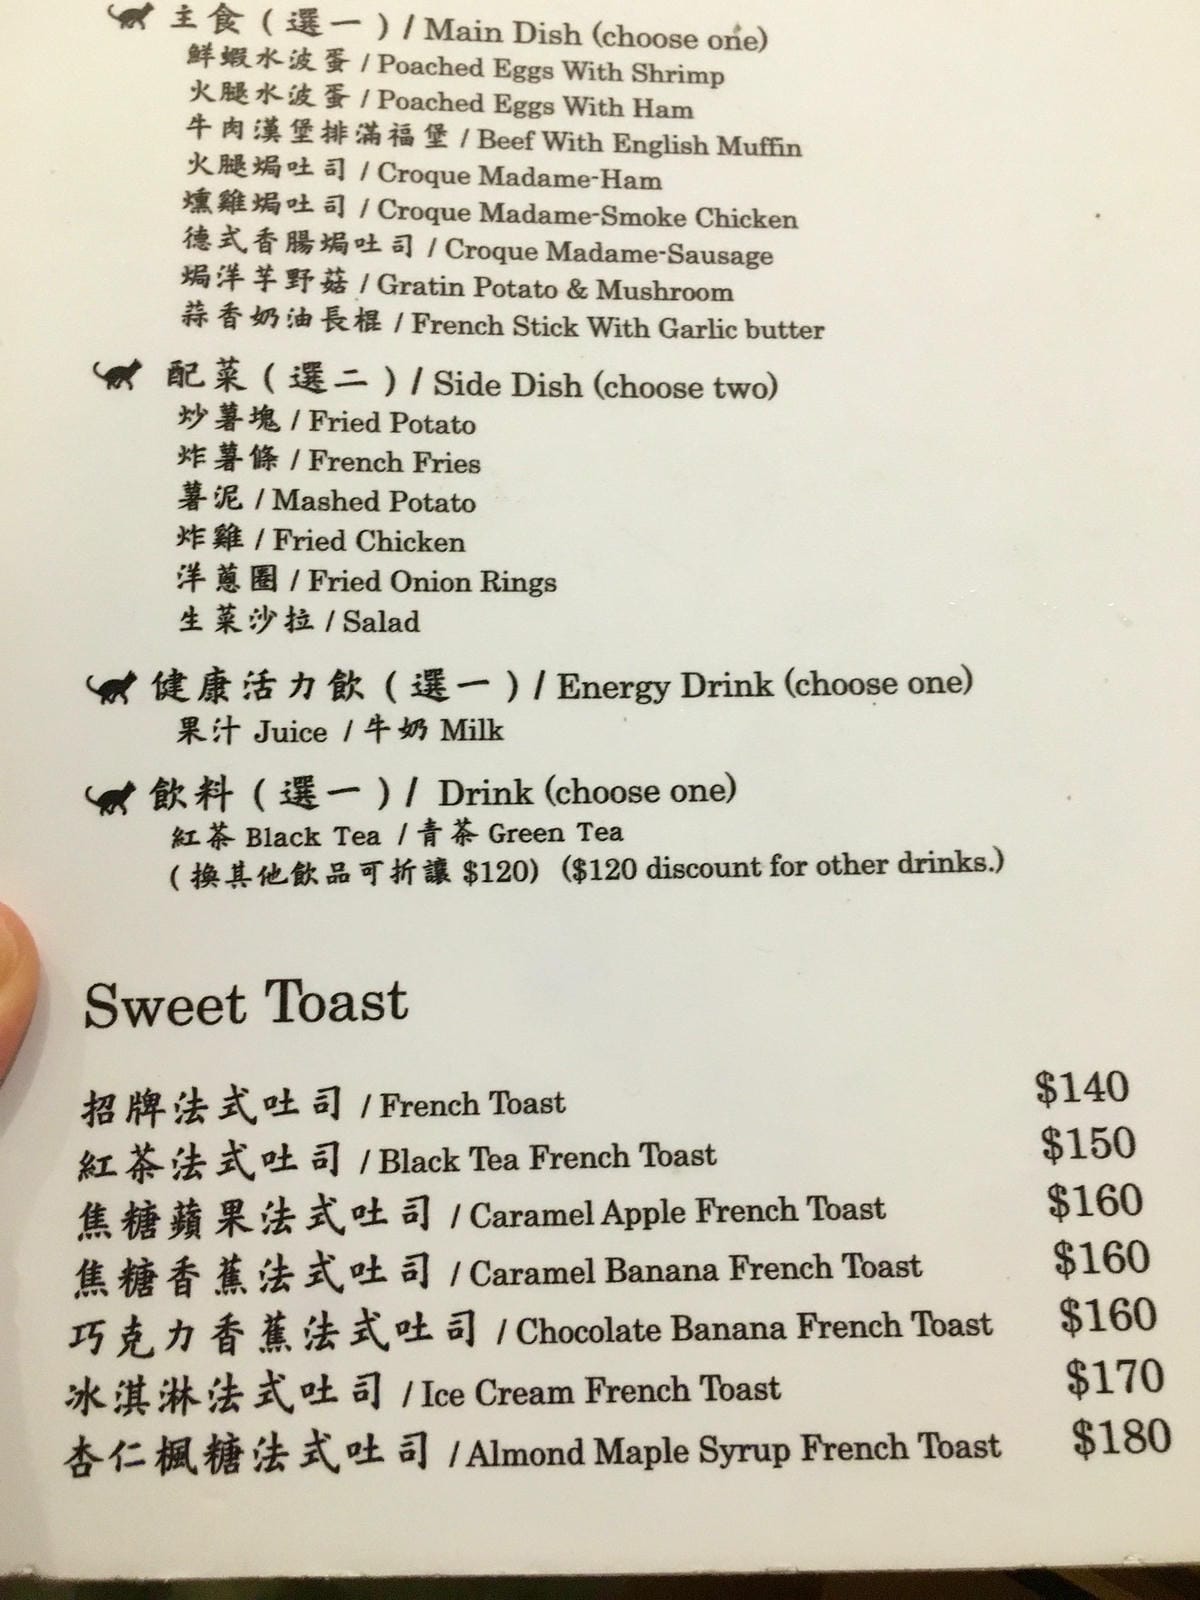 主食(選一)/ Main Dish (choose one)
鮮蝦水波蛋 / Poached Eggs With Shrimp
火腿水波蛋 / Poached Eggs With Ham
牛肉漢堡排滿福堡 / Beef With English Muffin
火腿焗吐司 / Croque Madame-Ham
燻雞焗吐司 / Croque Madame-Smoke Chicken
德式香腸焗吐司 / Croque Madame-Sausage
焗洋芋野菇 / Gratin Potato & Mushroom
蒜香奶油長棍 / French Stick With Garlic butter
配菜(選二)/ Side Dish (choose two)
炒薯塊 / Fried Potato
炸薯條 / French Fries
薯泥 / Mashed Potato
炸雞 / Fried Chicken
洋蔥圈 / Fried Onion Rings
生菜沙拉 / Salad
健康活力飲(選一)/ Energy Drink (choose one)
果汁 Juice / 牛奶 Milk
飲料(選一)/ Drink (choose one)
紅茶 Black Tea / 青茶 Green Tea
(換其他飲品可折讓 $120) ($120 discount for other drinks.)
Sweet Toast
招牌法式吐司 / French Toast $140
紅茶法式吐司 / Black Tea French Toast $150
焦糖蘋果法式吐司 / Caramel Apple French Toast $160
焦糖香蕉法式吐司 / Caramel Banana French Toast $160
巧克力香蕉法式吐司 / Chocolate Banana French Toast $160
冰淇淋法式吐司 / Ice Cream French Toast $170
杏仁楓糖法式吐司 / Almond Maple Syrup French Toast $180